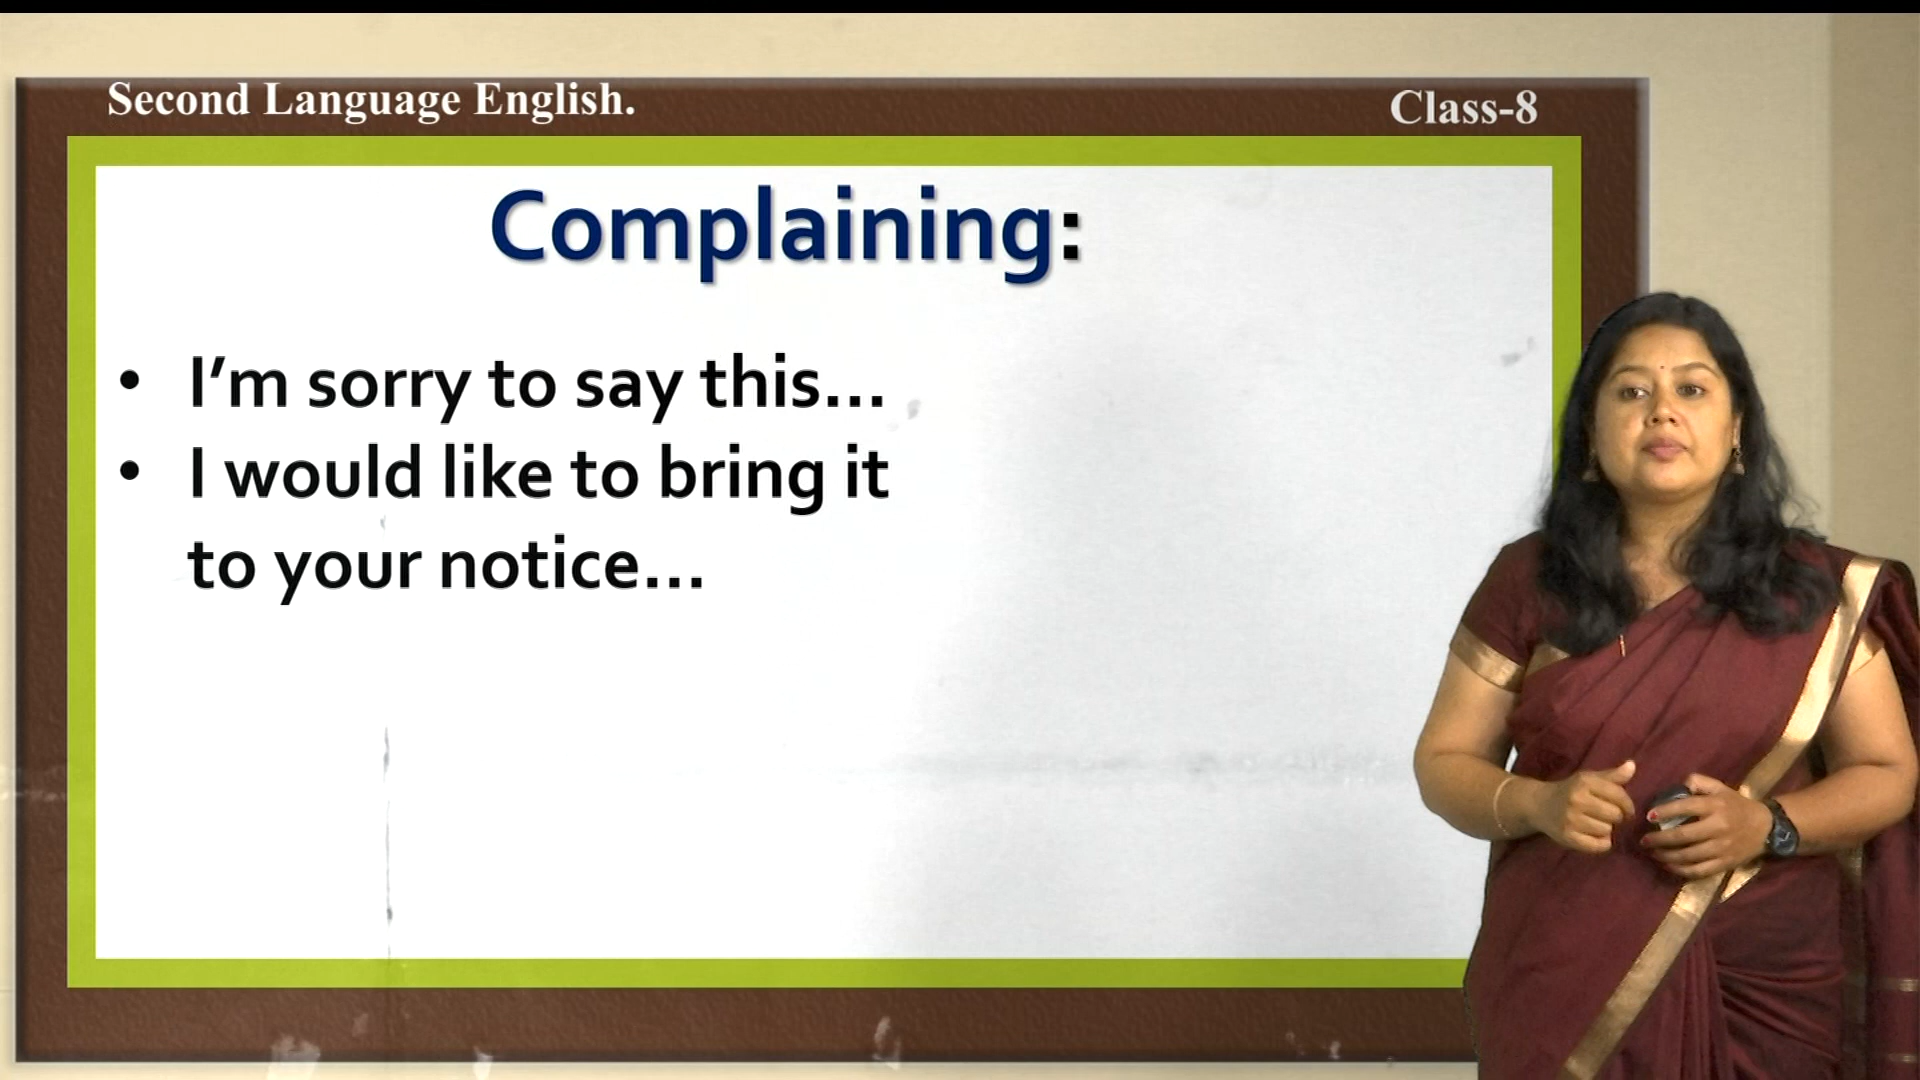 Second Language English.
Class-8
Complaining:
• I’m sorry to say this...
• I would like to bring it
to your notice...